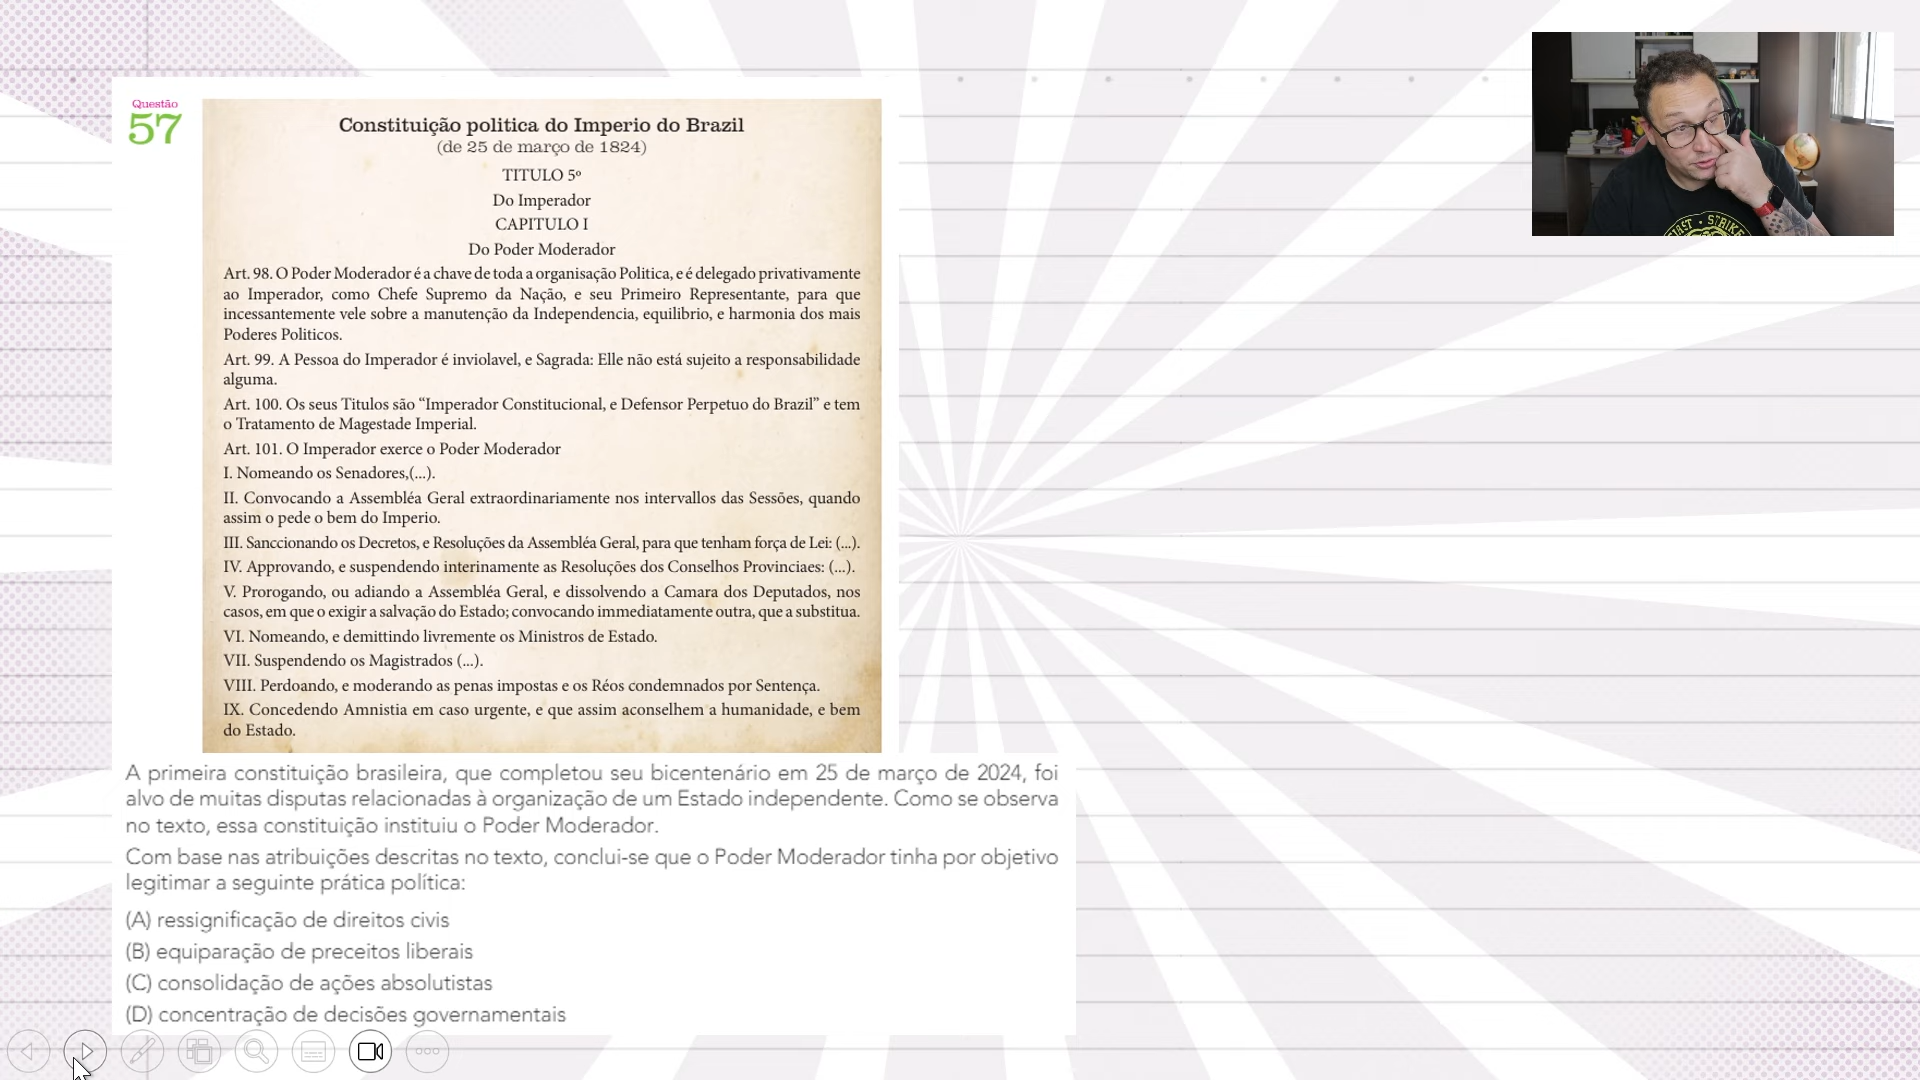 Questão
57
Constituição politica do Imperio do Brazil
(de 25 de março de 1824)
TITULO 5º
Do Imperador
CAPITULO I
Do Poder Moderador
Art. 98. O Poder Moderador é a chave de toda a organisação Politica, e é delegado privativamente
ao Imperador, como Chefe Supremo da Nação, e seu Primeiro Representante, para que
incessantemente vele sobre a manutenção da Independencia, equilibrio, e harmonia dos mais
Poderes Politicos.
Art. 99. A Pessoa do Imperador é inviolavel, e Sagrada: Elle não está sujeito a responsabilidade
alguma.
Art. 100. Os seus Titulos são “Imperador Constitucional, e Defensor Perpetuo do Brazil” e tem
o Tratamento de Magestade Imperial.
Art. 101. O Imperador exerce o Poder Moderador
I. Nomeando os Senadores,(...).
II. Convocando a Assembléa Geral extraordinariamente nos intervallos das Sessões, quando
assim o pede o bem do Imperio.
III. Sanccionando os Decretos, e Resoluções da Assembléa Geral, para que tenham força de Lei: (...).
IV. Approvando, e suspendendo interinamente as Resoluções dos Conselhos Provinciaes: (...).
V. Prorogando, ou adiando a Assembléa Geral, e dissolvendo a Camara dos Deputados, nos
casos, em que o exigir a salvação do Estado; convocando immediatamente outra, que a substitua.
VI. Nomeando, e demittindo livremente os Ministros de Estado.
VII. Suspendendo os Magistrados (...).
VIII. Perdoando, e moderando as penas impostas e os Réos condemnados por Sentença.
IX. Concedendo Amnistia em caso urgente, e que assim aconselhem a humanidade, e bem
do Estado.
A primeira constituição brasileira, que completou seu bicentenário em 25 de março de 2024, foi
alvo de muitas disputas relacionadas à organização de um Estado independente. Como se observa
no texto, essa constituição instituiu o Poder Moderador.
Com base nas atribuições descritas no texto, conclui-se que o Poder Moderador tinha por objetivo
legitimar a seguinte prática política:
(A) ressignificação de direitos civis
(B) equiparação de preceitos liberais
(C) consolidação de ações absolutistas
(D) concentração de decisões governamentais